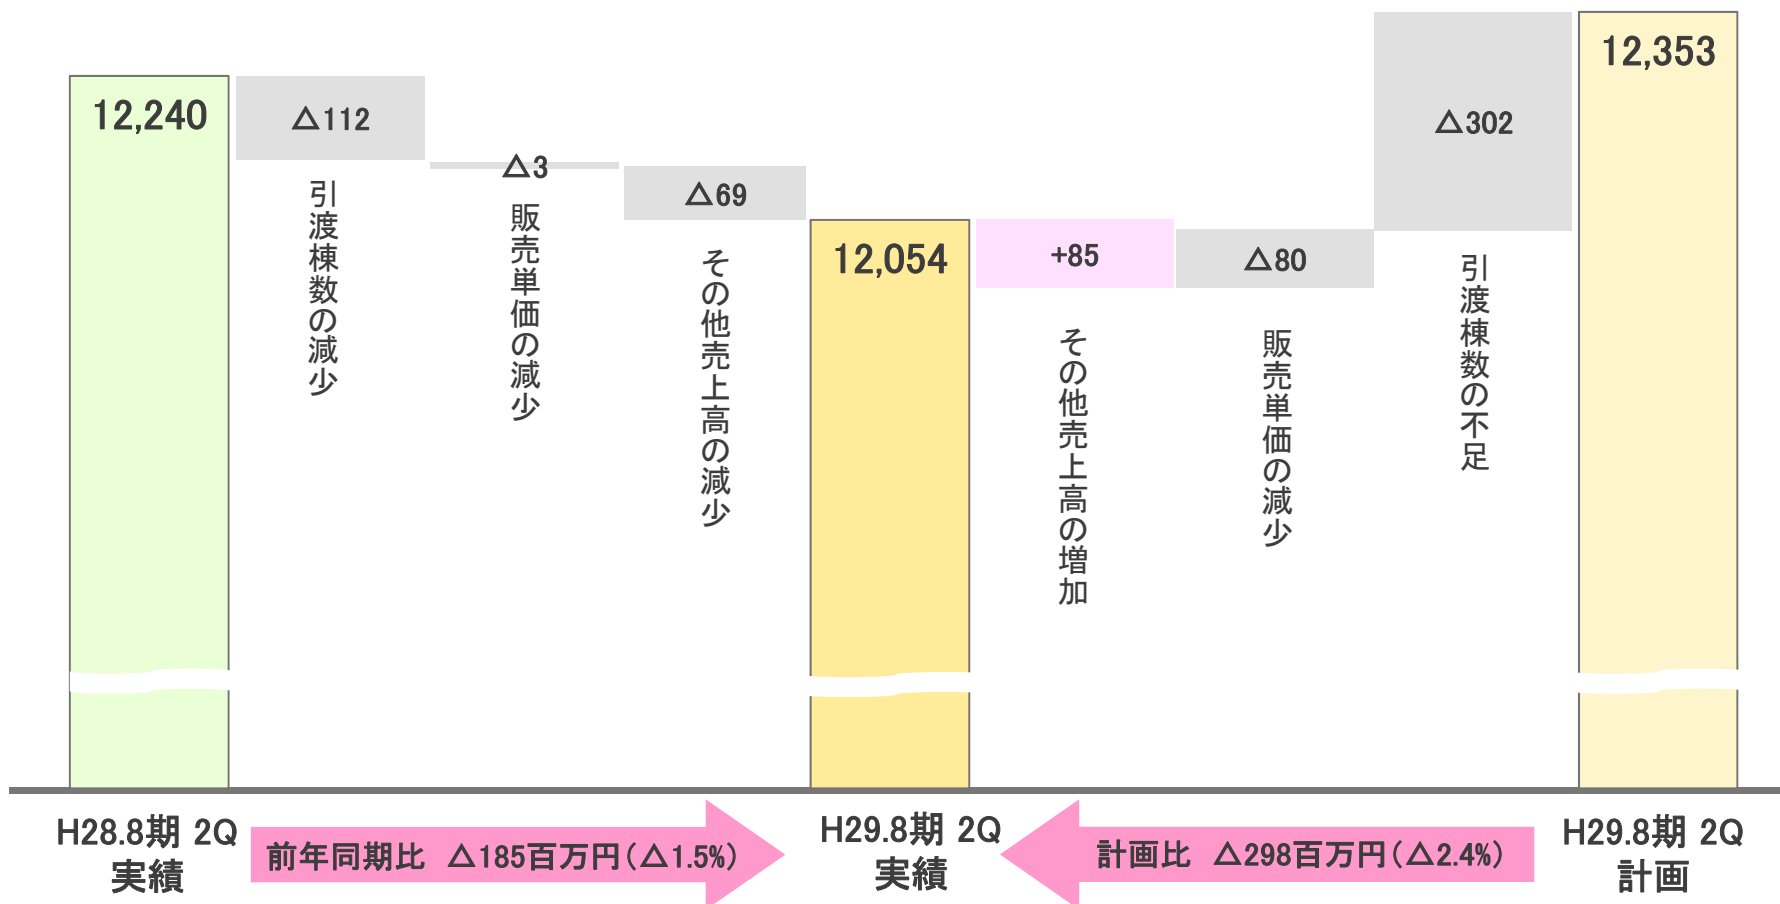 12,240
△112
引渡棟数の減少
△3
販売単価の減少
△69
その他売上高の減少
12,054
+85
その他売上高の増加
△80
販売単価の減少
△302
引渡棟数の不足
12,353
H28.8期 2Q
実績
前年同期比 △185百万円(△1.5%)
H29.8期 2Q
実績
計画比 △298百万円(△2.4%)
H29.8期 2Q
計画